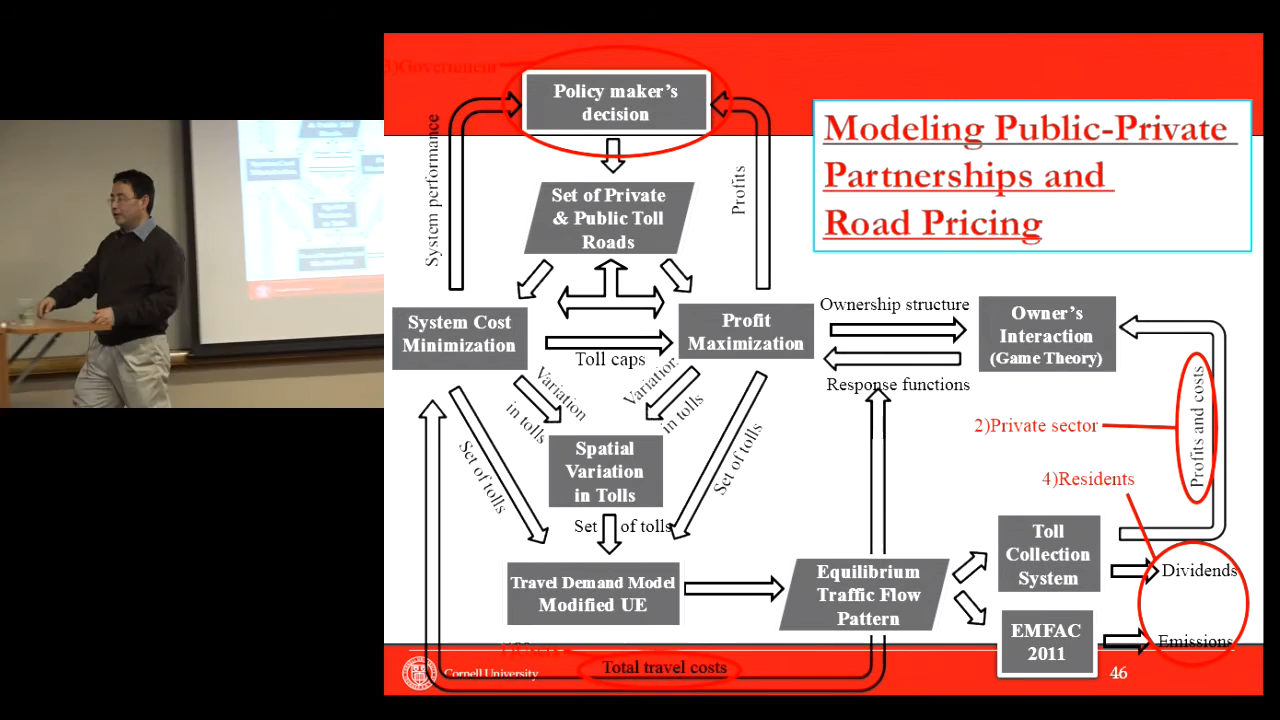 3)Government
Policy maker's
decision
Modeling Public-Private
Partnerships and
Road Pricing
System performance
Profits
Set of Private
& Public Toll
Roads
System Cost
Minimization
Toll caps
Profit
Maximization
Ownership structure
Response functions
Owner's
Interaction
(Game Theory)
Variation
in tolls
Variation
in tolls
Set of tolls
Set of tolls
Spatial
Variation
in Tolls
Set of tolls
2)Private sector
Profits and costs
4)Residents
Travel Demand Model
Modified UE
Equilibrium
Traffic Flow
Pattern
Toll
Collection
System
Dividends
EMFAC
2011
Emissions
Total travel costs
Cornell University
46